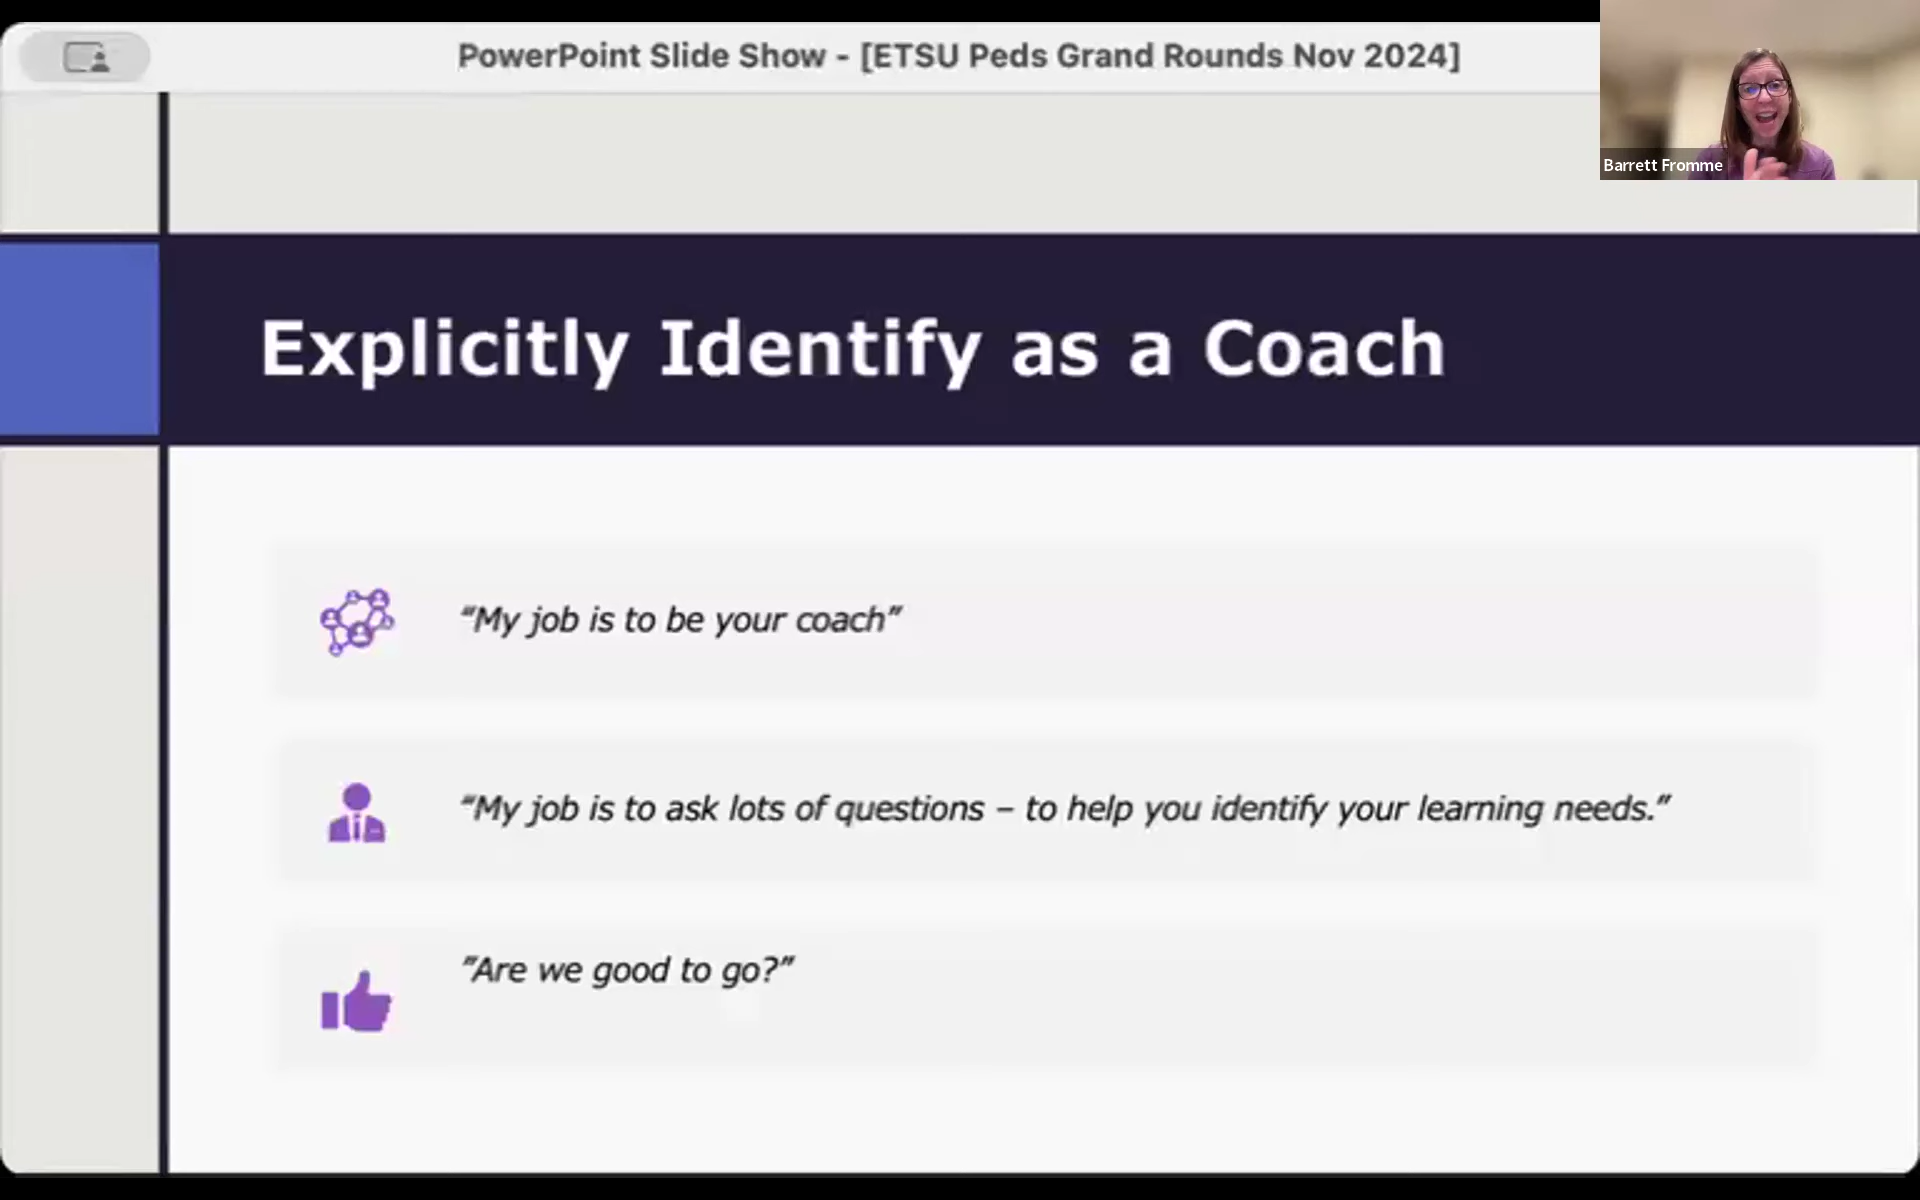 PowerPoint Slide Show - [ETSU Peds Grand Rounds Nov 2024]
Barrett Fromme
Explicitly Identify as a Coach
“My job is to be your coach”
“My job is to ask lots of questions – to help you identify your learning needs.”
”Are we good to go?”